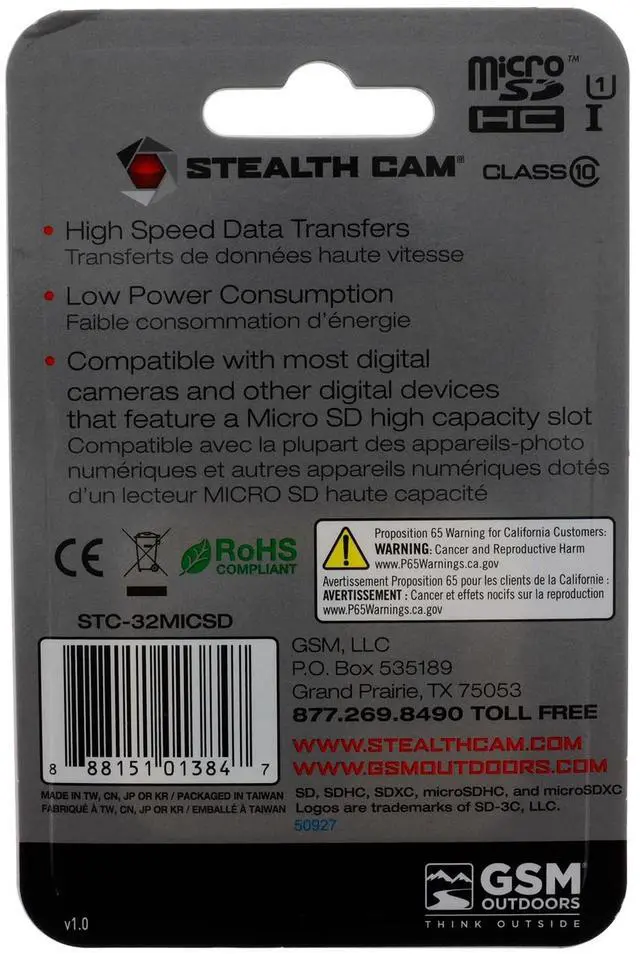 micro SD HC™ U1 I
STEALTH CAM® CLASS 10
• High Speed Data Transfers
Transferts de données haute vitesse
• Low Power Consumption
Faible consommation d'énergie
• Compatible with most digital
cameras and other digital devices
that feature a Micro SD high capacity slot
Compatible avec la plupart des appareils-photo
numériques et autres appareils numériques dotés
d'un lecteur MICRO SD haute capacité
CE
RoHS
COMPLIANT
Proposition 65 Warning for California Customers:
WARNING: Cancer and Reproductive Harm
www.P65Warnings.ca.gov
Avertissement Proposition 65 pour les clients de la Californie :
AVERTISSEMENT : Cancer et effets nocifs sur la reproduction
www.P65Warnings.ca.gov
STC-32MICSD
8 88151 01384 7
MADE IN TW, CN, JP OR KR / PACKAGED IN TAIWAN
FABRIQUÉ À TW, CN, JP OR KR / EMBALLÉ À TAIWAN
GSM, LLC
P.O. Box 535189
Grand Prairie, TX 75053
877.269.8490 TOLL FREE
WWW.STEALTHCAM.COM
WWW.GSMOUTDOORS.COM
SD, SDHC, SDXC, microSDHC, and microSDXC
Logos are trademarks of SD-3C, LLC.
50927
v1.0
GSM
OUTDOORS
THINK OUTSIDE